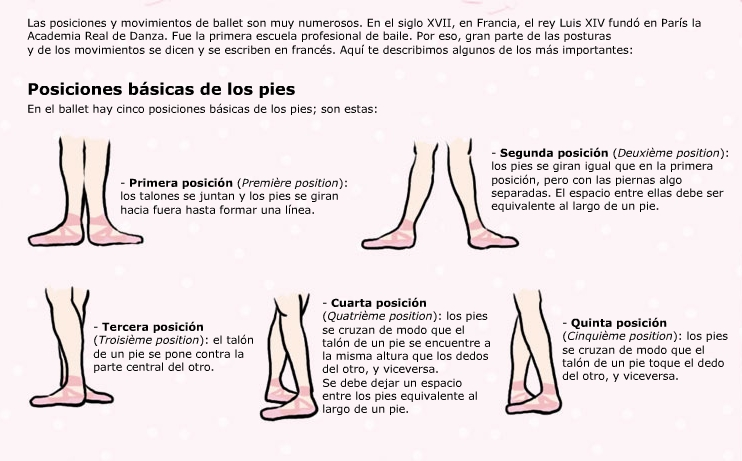 Las posiciones y movimientos de ballet son muy numerosos. En el siglo XVII, en Francia, el rey Luis XIV fundó en París la
Academia Real de Danza. Fue la primera escuela profesional de baile. Por eso, gran parte de las posturas
y de los movimientos se dicen y se escriben en francés. Aquí te describimos algunos de los más importantes:
Posiciones básicas de los pies
En el ballet hay cinco posiciones básicas de los pies; son estas:
- Primera posición (Première position):
los talones se juntan y los pies se giran
hacia fuera hasta formar una línea.
- Segunda posición (Deuxième position):
los pies se giran igual que en la primera
posición, pero con las piernas algo
separadas. El espacio entre ellas debe ser
equivalente al largo de un pie.
- Tercera posición
(Troisième position): el talón
de un pie se pone contra la
parte central del otro.
- Cuarta posición
(Quatrième position): los pies
se cruzan de modo que el
talón de un pie se encuentre a
la misma altura que los dedos
del otro, y viceversa.
Se debe dejar un espacio
entre los pies equivalente al
largo de un pie.
- Quinta posición
(Cinquième position): los pies
se cruzan de modo que el
talón de un pie toque el dedo
del otro, y viceversa.